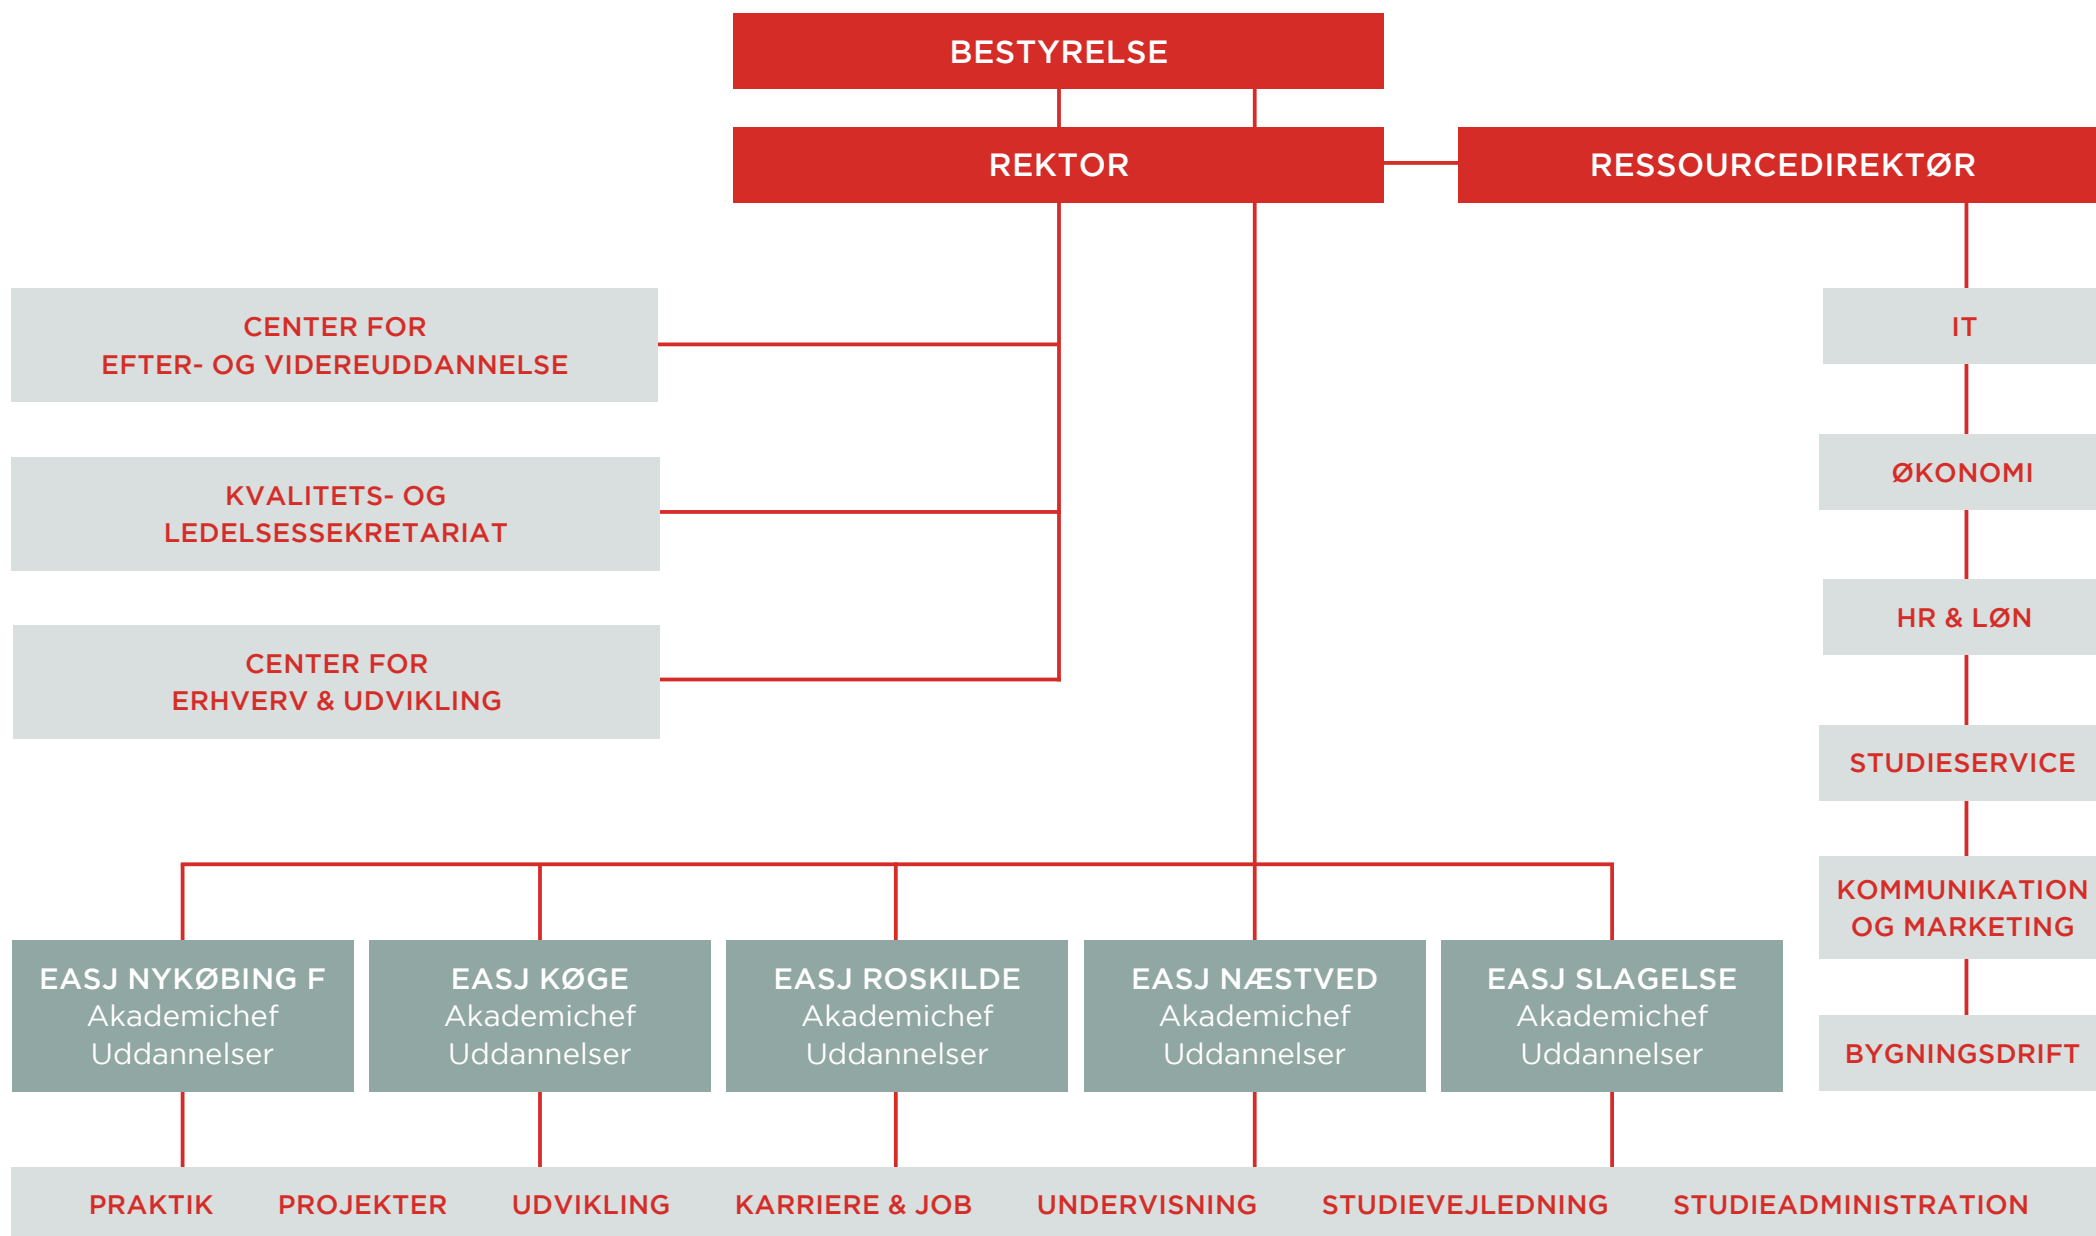 BESTYRELSE
REKTOR
RESSOURCEDIREKTØR
CENTER FOR
EFTER- OG VIDEREUDDANNELSE
KVALITETS- OG
LEDELSESSEKRETARIAT
CENTER FOR
ERHVERV & UDVIKLING
IT
ØKONOMI
HR & LØN
STUDIESERVICE
KOMMUNIKATION
OG MARKETING
BYGNINGSDRIFT
EASJ NYKØBING F
Akademichef
Uddannelser
EASJ KØGE
Akademichef
Uddannelser
EASJ ROSKILDE
Akademichef
Uddannelser
EASJ NÆSTVED
Akademichef
Uddannelser
EASJ SLAGELSE
Akademichef
Uddannelser
PRAKTIK PROJEKTER UDVIKLING KARRIERE & JOB UNDERVISNING STUDIEVEJLEDNING STUDIEADMINISTRATION